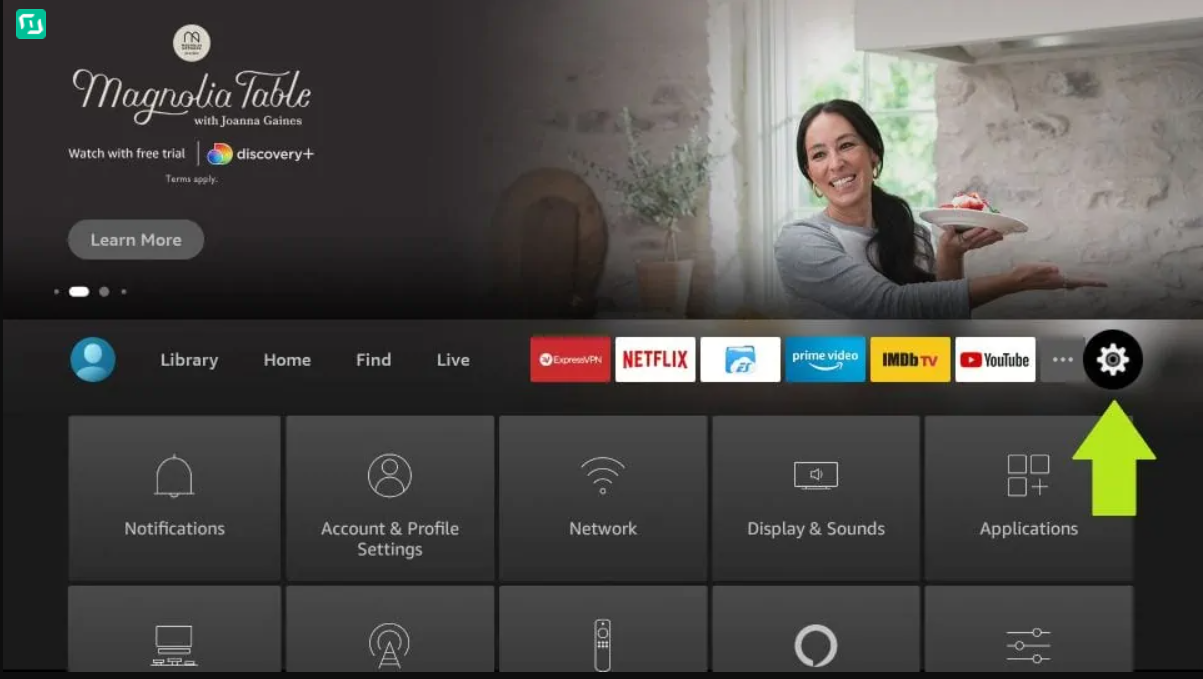 Magnolia Table
with Joanna Gaines
Watch with free trial | discovery+
Terms apply.
Learn More
Library
Home
Find
Live
ExpressVPN
NETFLIX
ES
prime video
IMDb TV
YouTube
Notifications
Account & Profile
Settings
Network
Display & Sounds
Applications